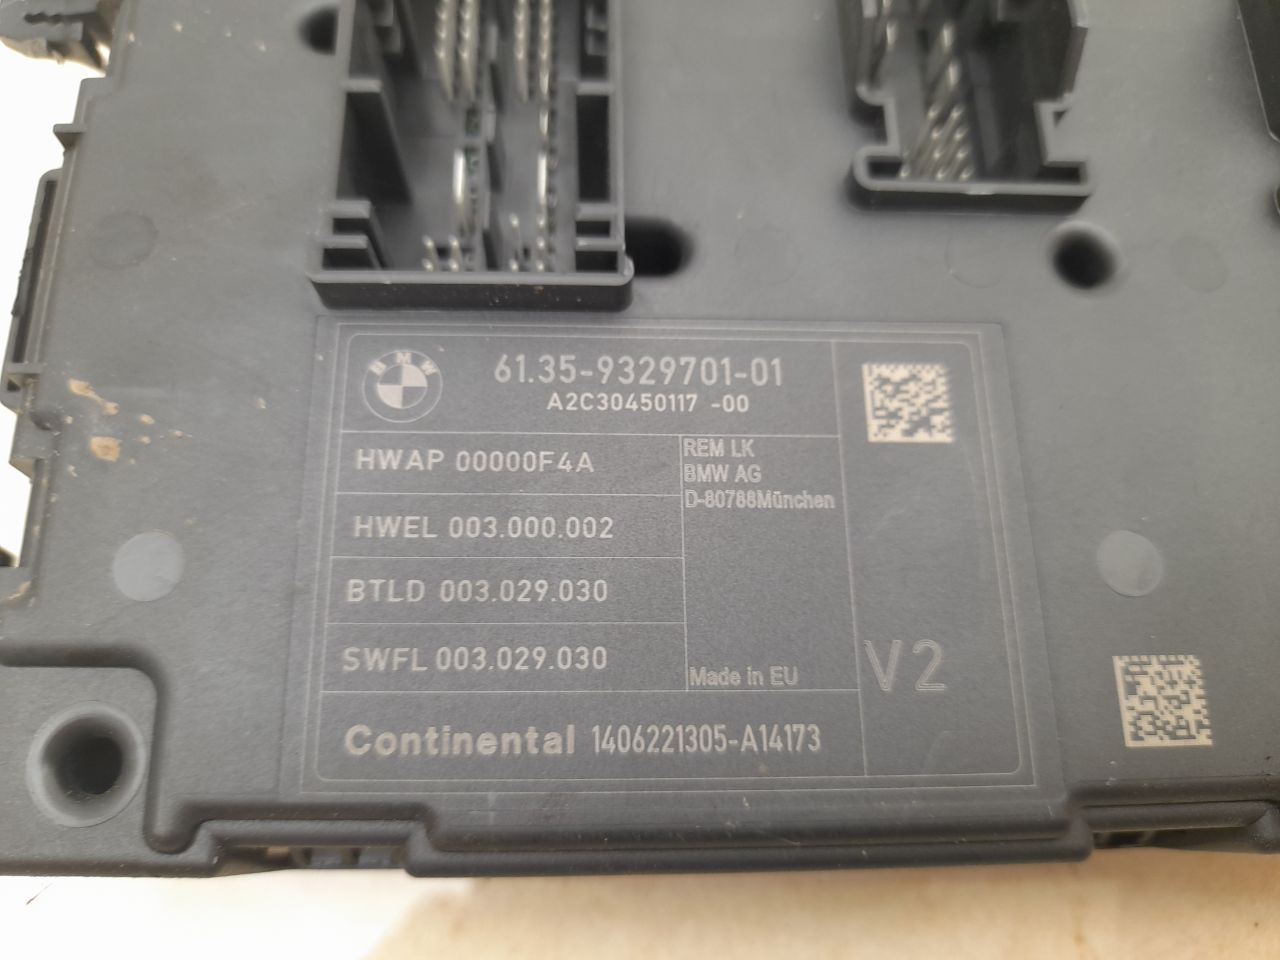 BMW
61.35-9329701-01
A2C30450117 -00
HWAP 00000F4A
REM LK
BMW AG
D-80788München
HWEL 003.000.002
BTLD 003.029.030
SWFL 003.029.030
Made in EU
V2
Continental 1406221305-A14173